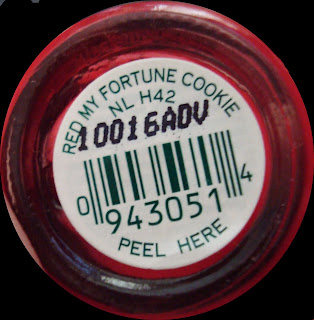 RED MY FORTUNE COOKIE
NL H42
10016ADV
0 943051 4
PEEL HERE